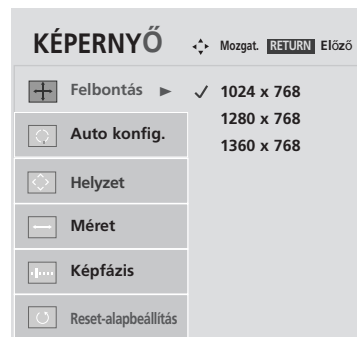 KÉPERNYŐ Mozgat. RETURN Előző
Felbontás ► ✓ 1024 x 768
1280 x 768
1360 x 768
Auto konfig.
Helyzet
Méret
Képfázis
Reset-alapbeállítás